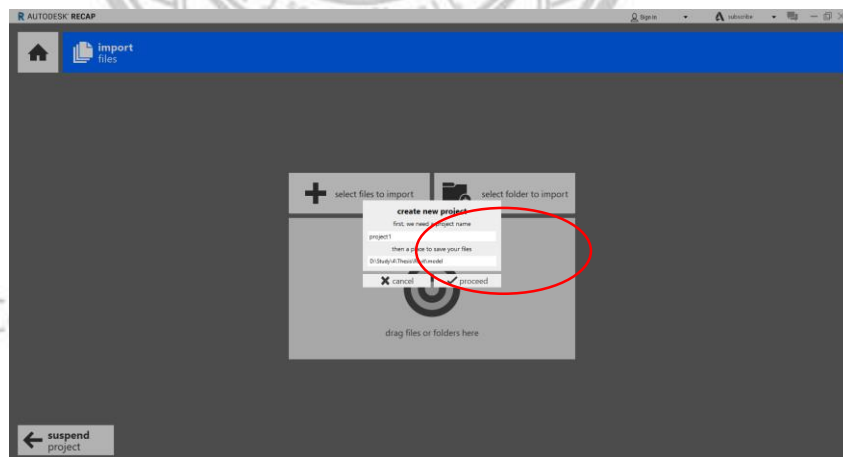 AUTODESK® RECAP
Sign in
subscribe
import
files
select files to import
select folder to import
create new project
first, we need a project name
project1
then a place to save your files
cancel
proceed
drag files or folders here
suspend
project